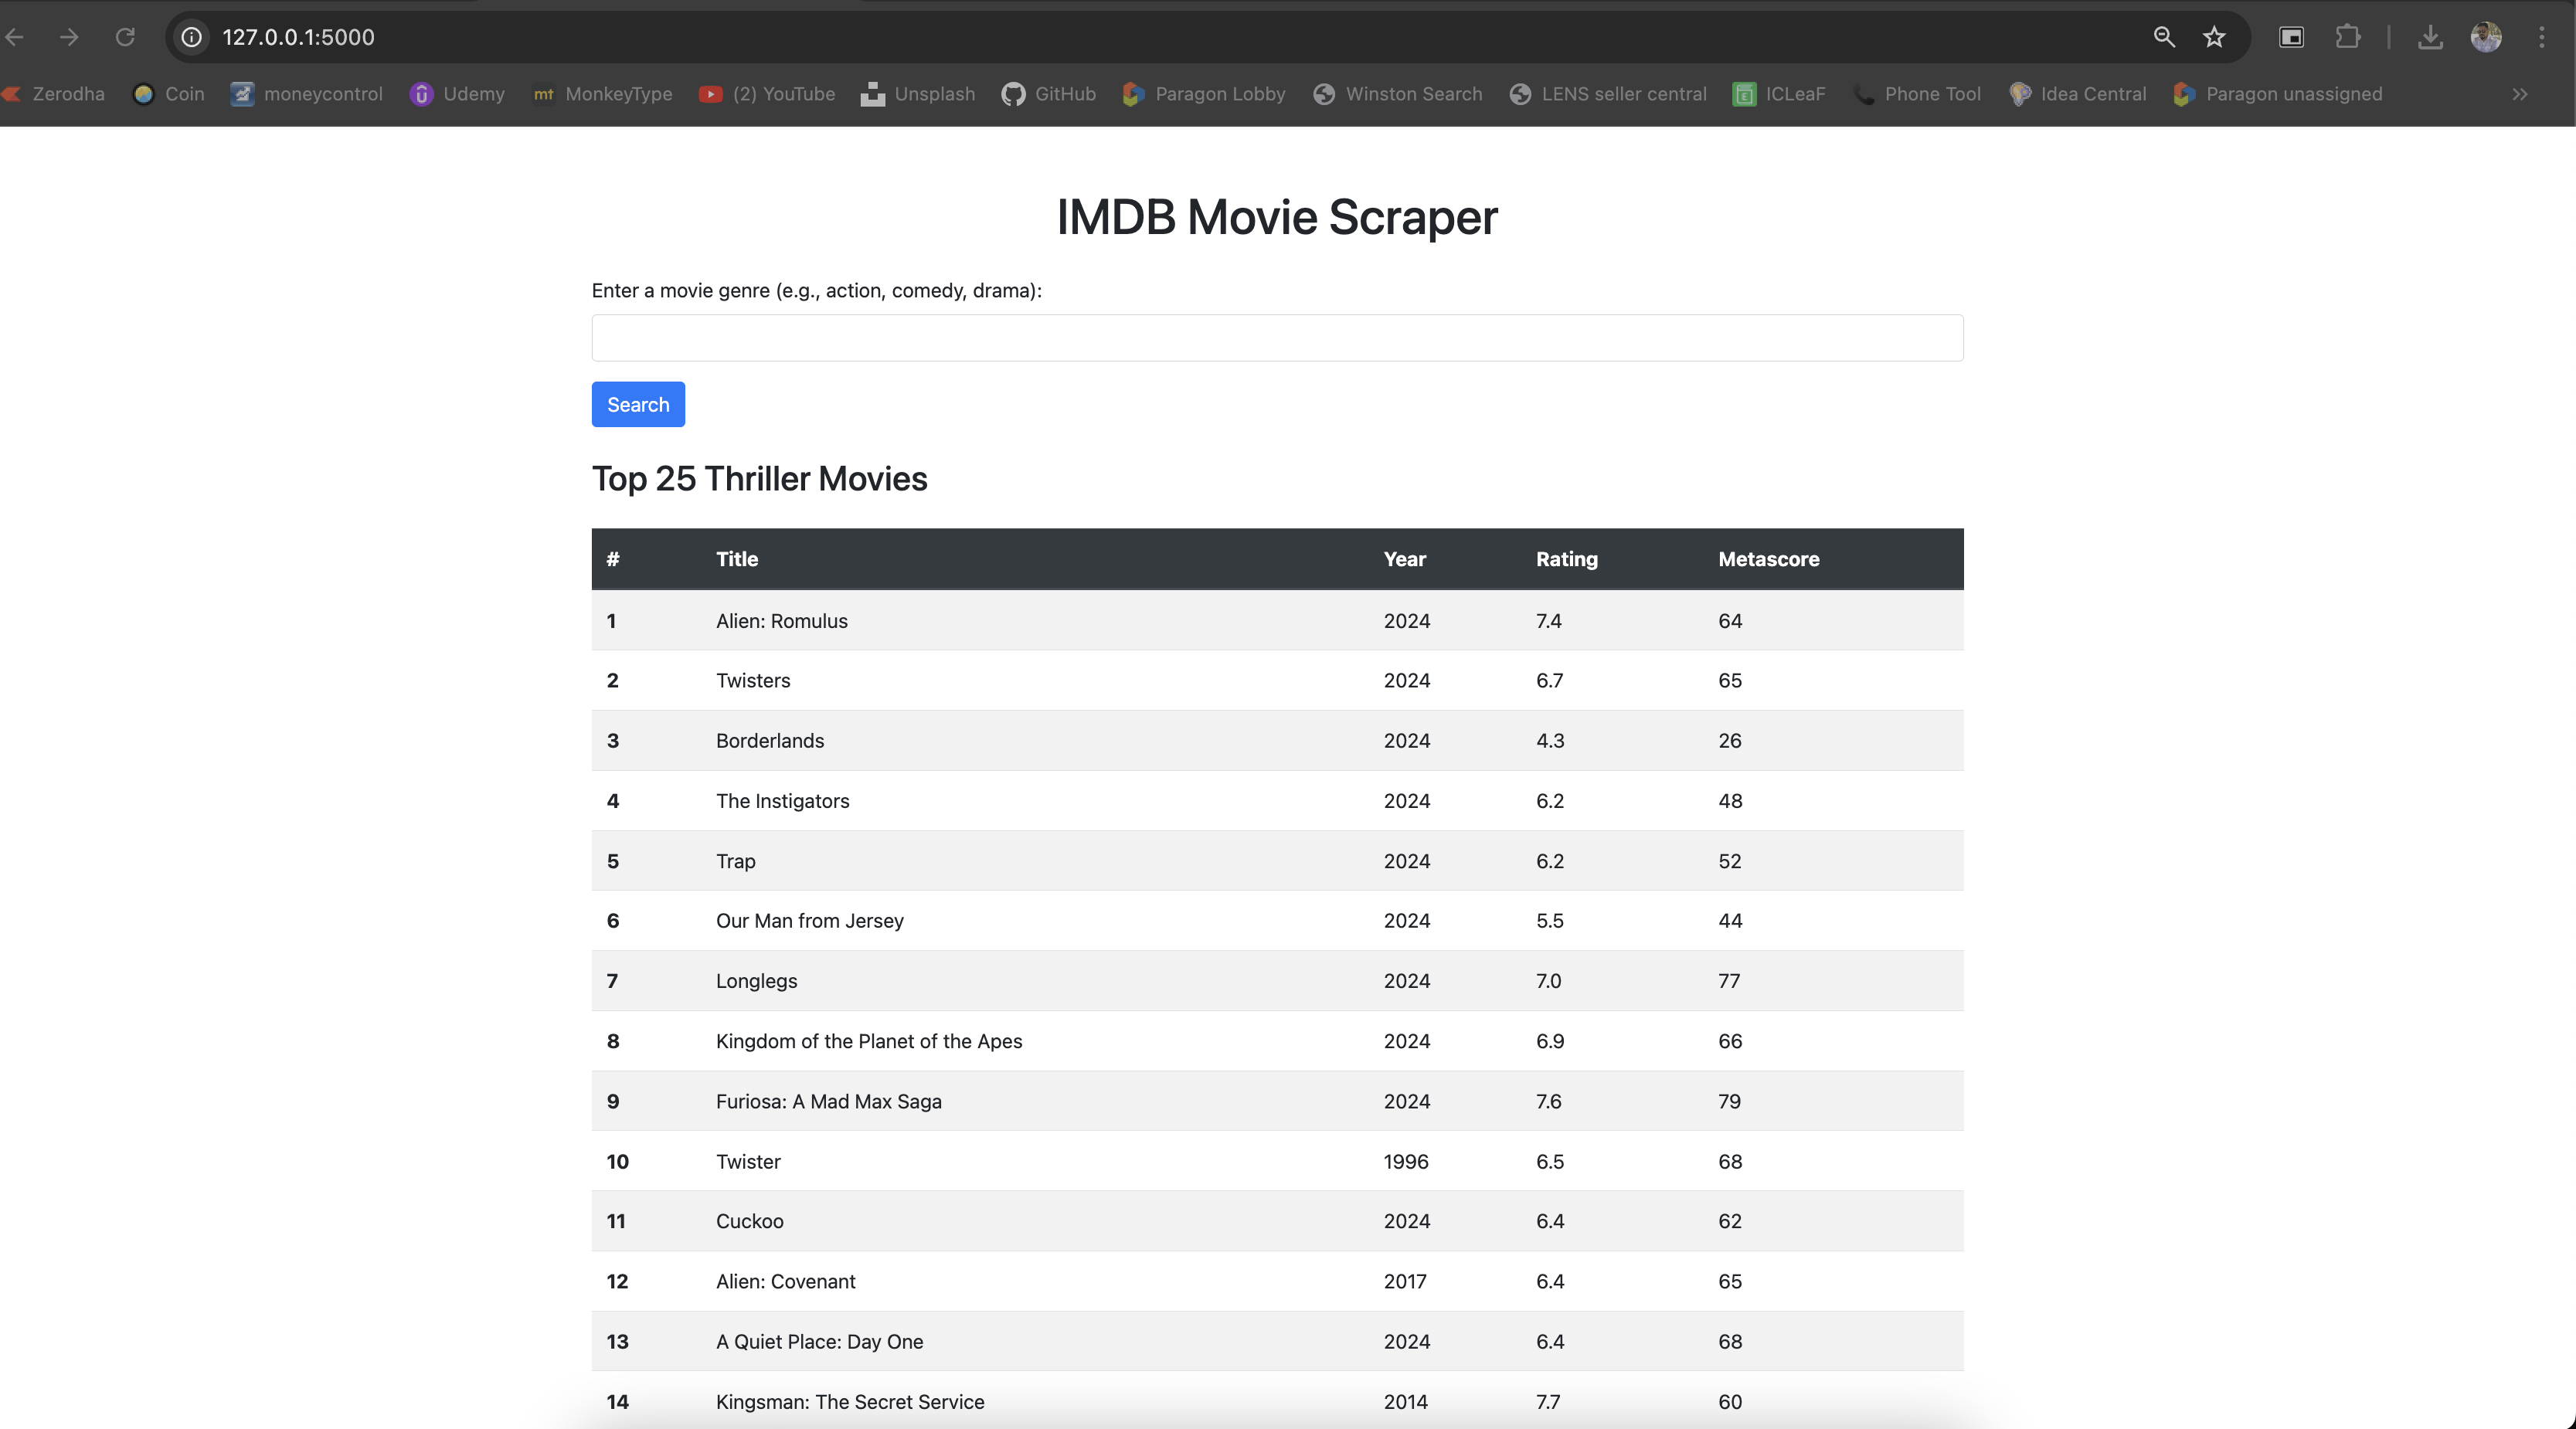 127.0.0.1:5000
Zerodha Coin moneycontrol Udemy mt MonkeyType (2) YouTube Unsplash GitHub Paragon Lobby Winston Search LENS seller central ICLeaF Phone Tool Idea Central Paragon unassigned »
IMDB Movie Scraper
Enter a movie genre (e.g., action, comedy, drama):
Search
Top 25 Thriller Movies
# Title Year Rating Metascore
1 Alien: Romulus 2024 7.4 64
2 Twisters 2024 6.7 65
3 Borderlands 2024 4.3 26
4 The Instigators 2024 6.2 48
5 Trap 2024 6.2 52
6 Our Man from Jersey 2024 5.5 44
7 Longlegs 2024 7.0 77
8 Kingdom of the Planet of the Apes 2024 6.9 66
9 Furiosa: A Mad Max Saga 2024 7.6 79
10 Twister 1996 6.5 68
11 Cuckoo 2024 6.4 62
12 Alien: Covenant 2017 6.4 65
13 A Quiet Place: Day One 2024 6.4 68
14 Kingsman: The Secret Service 2014 7.7 60